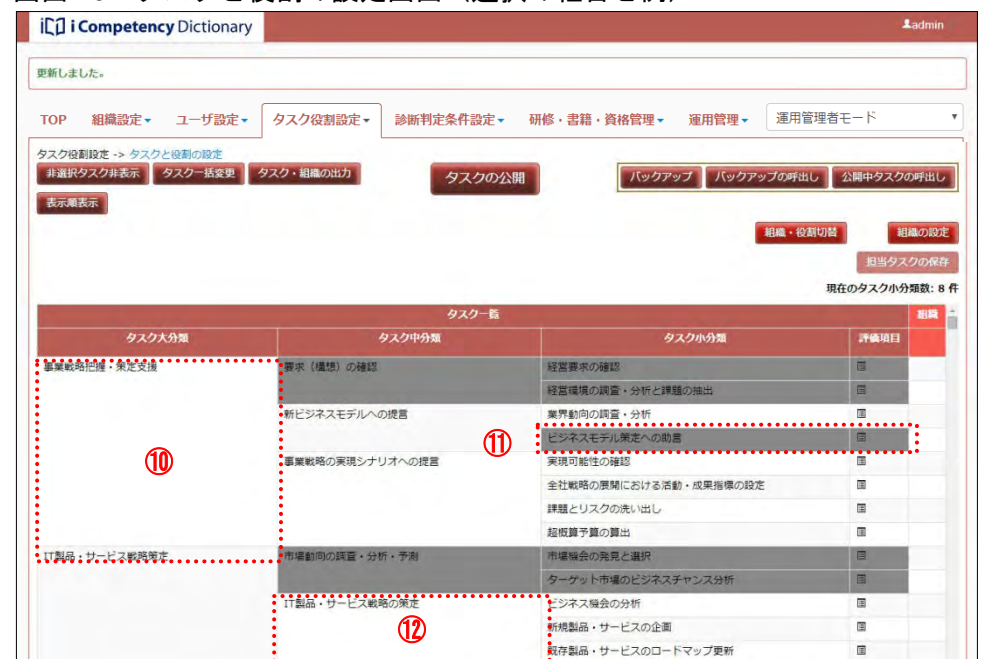 i Competency Dictionary
admin
更新しました。
TOP 組織設定 ユーザ設定 タスク役割設定 診断判定条件設定 研修・書籍・資格管理 運用管理 運用管理者モード
タスク役割設定 -> タスクと役割の設定
非選択タスク非表示 タスク一括変更 タスク・組織の出力 タスクの公開 バックアップ バックアップの呼出し 公開中タスクの呼出し
表示順表示
組織・役割切替 組織の設定
担当タスクの保存
現在のタスク小分類数: 8 件
タスク一覧 組織
タスク大分類 タスク中分類 タスク小分類 評価項目
事業戦略把握・策定支援 要求（構想）の確認 経営要求の確認
経営環境の調査・分析と課題の抽出
新ビジネスモデルへの提言 業界動向の調査・分析
⑪ ビジネスモデル策定への助言
⑩ 事業戦略の実現シナリオへの提言 実現可能性の確認
全社戦略の展開における活動・成果指標の設定
課題とリスクの洗い出し
超概算予算の算出
IT製品・サービス戦略策定 市場動向の調査・分析・予測 市場機会の発見と選択
ターゲット市場のビジネスチャンス分析
IT製品・サービス戦略の策定 ビジネス機会の分析
⑫ 新規製品・サービスの企画
既存製品・サービスのロードマップ更新